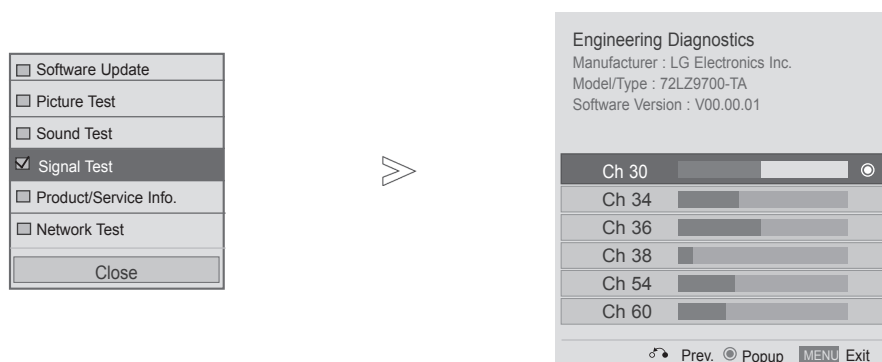 Software Update
Picture Test
Sound Test
Signal Test
Product/Service Info.
Network Test
Close
Engineering Diagnostics
Manufacturer : LG Electronics Inc.
Model/Type : 72LZ9700-TA
Software Version : V00.00.01
Ch 30
Ch 34
Ch 36
Ch 38
Ch 54
Ch 60
Prev. Popup MENU Exit